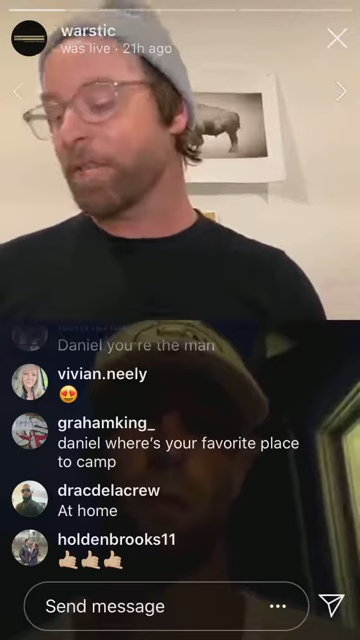 warstic
was live · 21h ago
Daniel you're the man
vivian.neely
😍
grahamking_
daniel where's your favorite place
to camp
dracdelacrew
At home
holdenbrooks11
🤙🏼🤙🏼🤙🏼
Send message